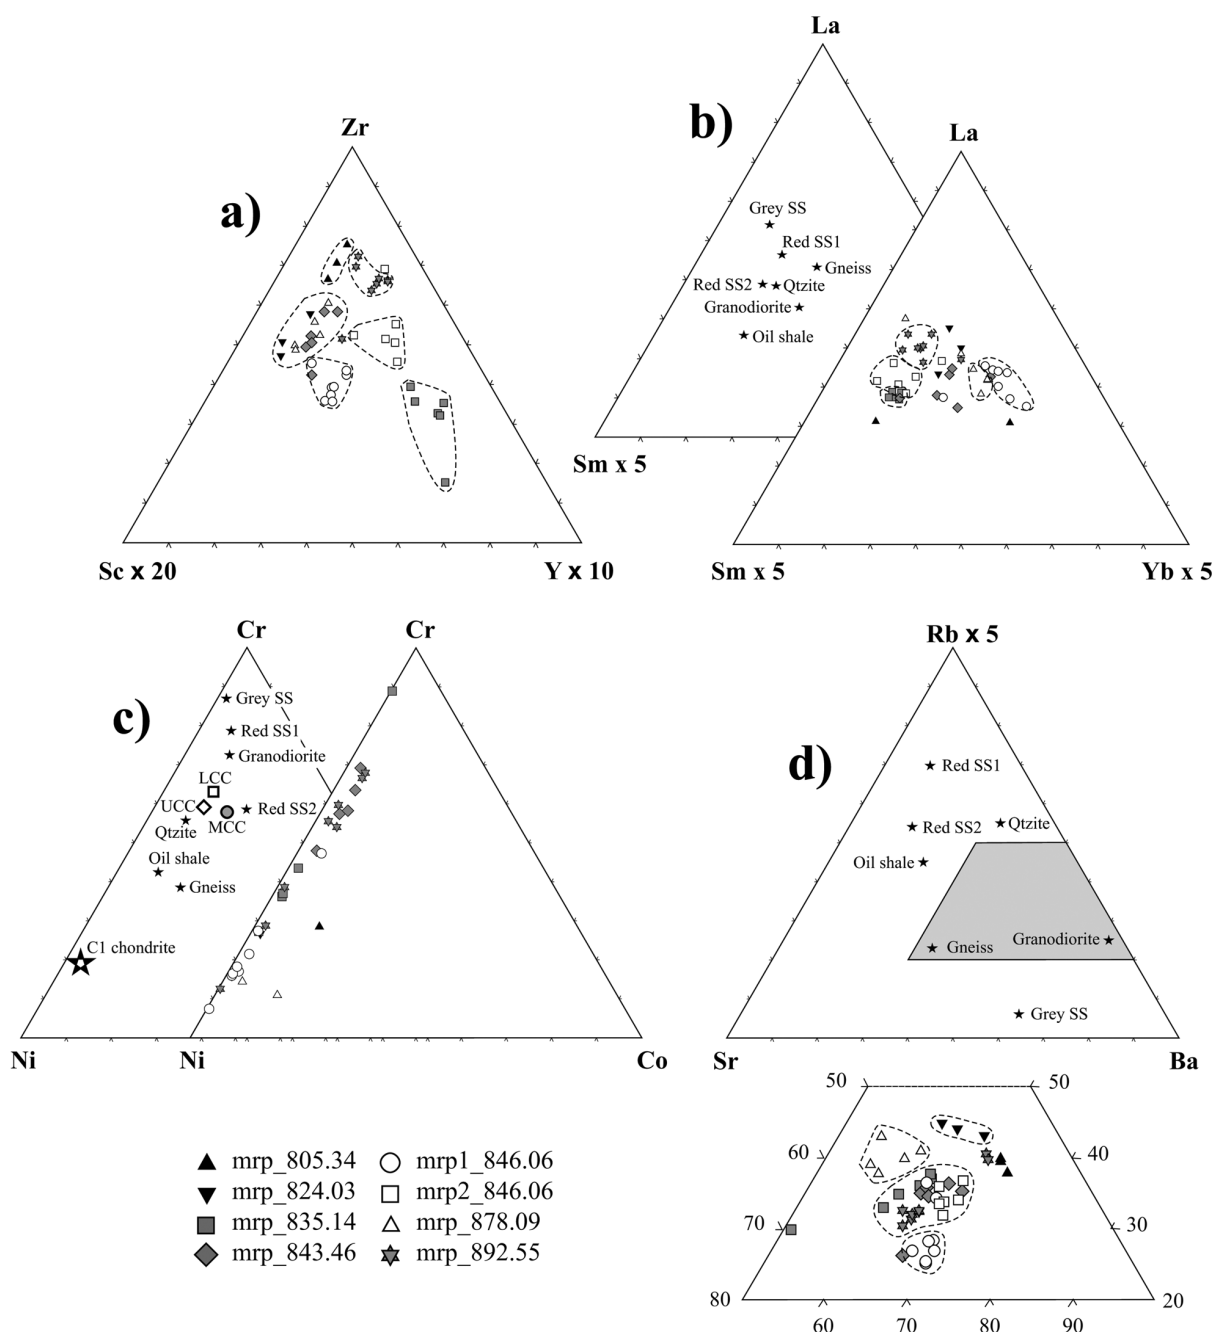 a)
Zr
Sc x 20
Y x 10
b)
La
Grey SS
Red SS1
Gneiss
Red SS2
Qtzite
Granodiorite
Oil shale
Sm x 5
La
Sm x 5
Yb x 5
c)
Cr
Cr
Grey SS
Red SS1
Granodiorite
LCC
UCC
Red SS2
MCC
Qtzite
Oil shale
Gneiss
C1 chondrite
Ni
Ni
Co
d)
Rb x 5
Red SS1
Red SS2
Qtzite
Oil shale
Gneiss
Granodiorite
Grey SS
Sr
Ba
50
50
60
40
70
30
80
20
60
70
80
90
mrp_805.34
mrp1_846.06
mrp_824.03
mrp2_846.06
mrp_835.14
mrp_878.09
mrp_843.46
mrp_892.55